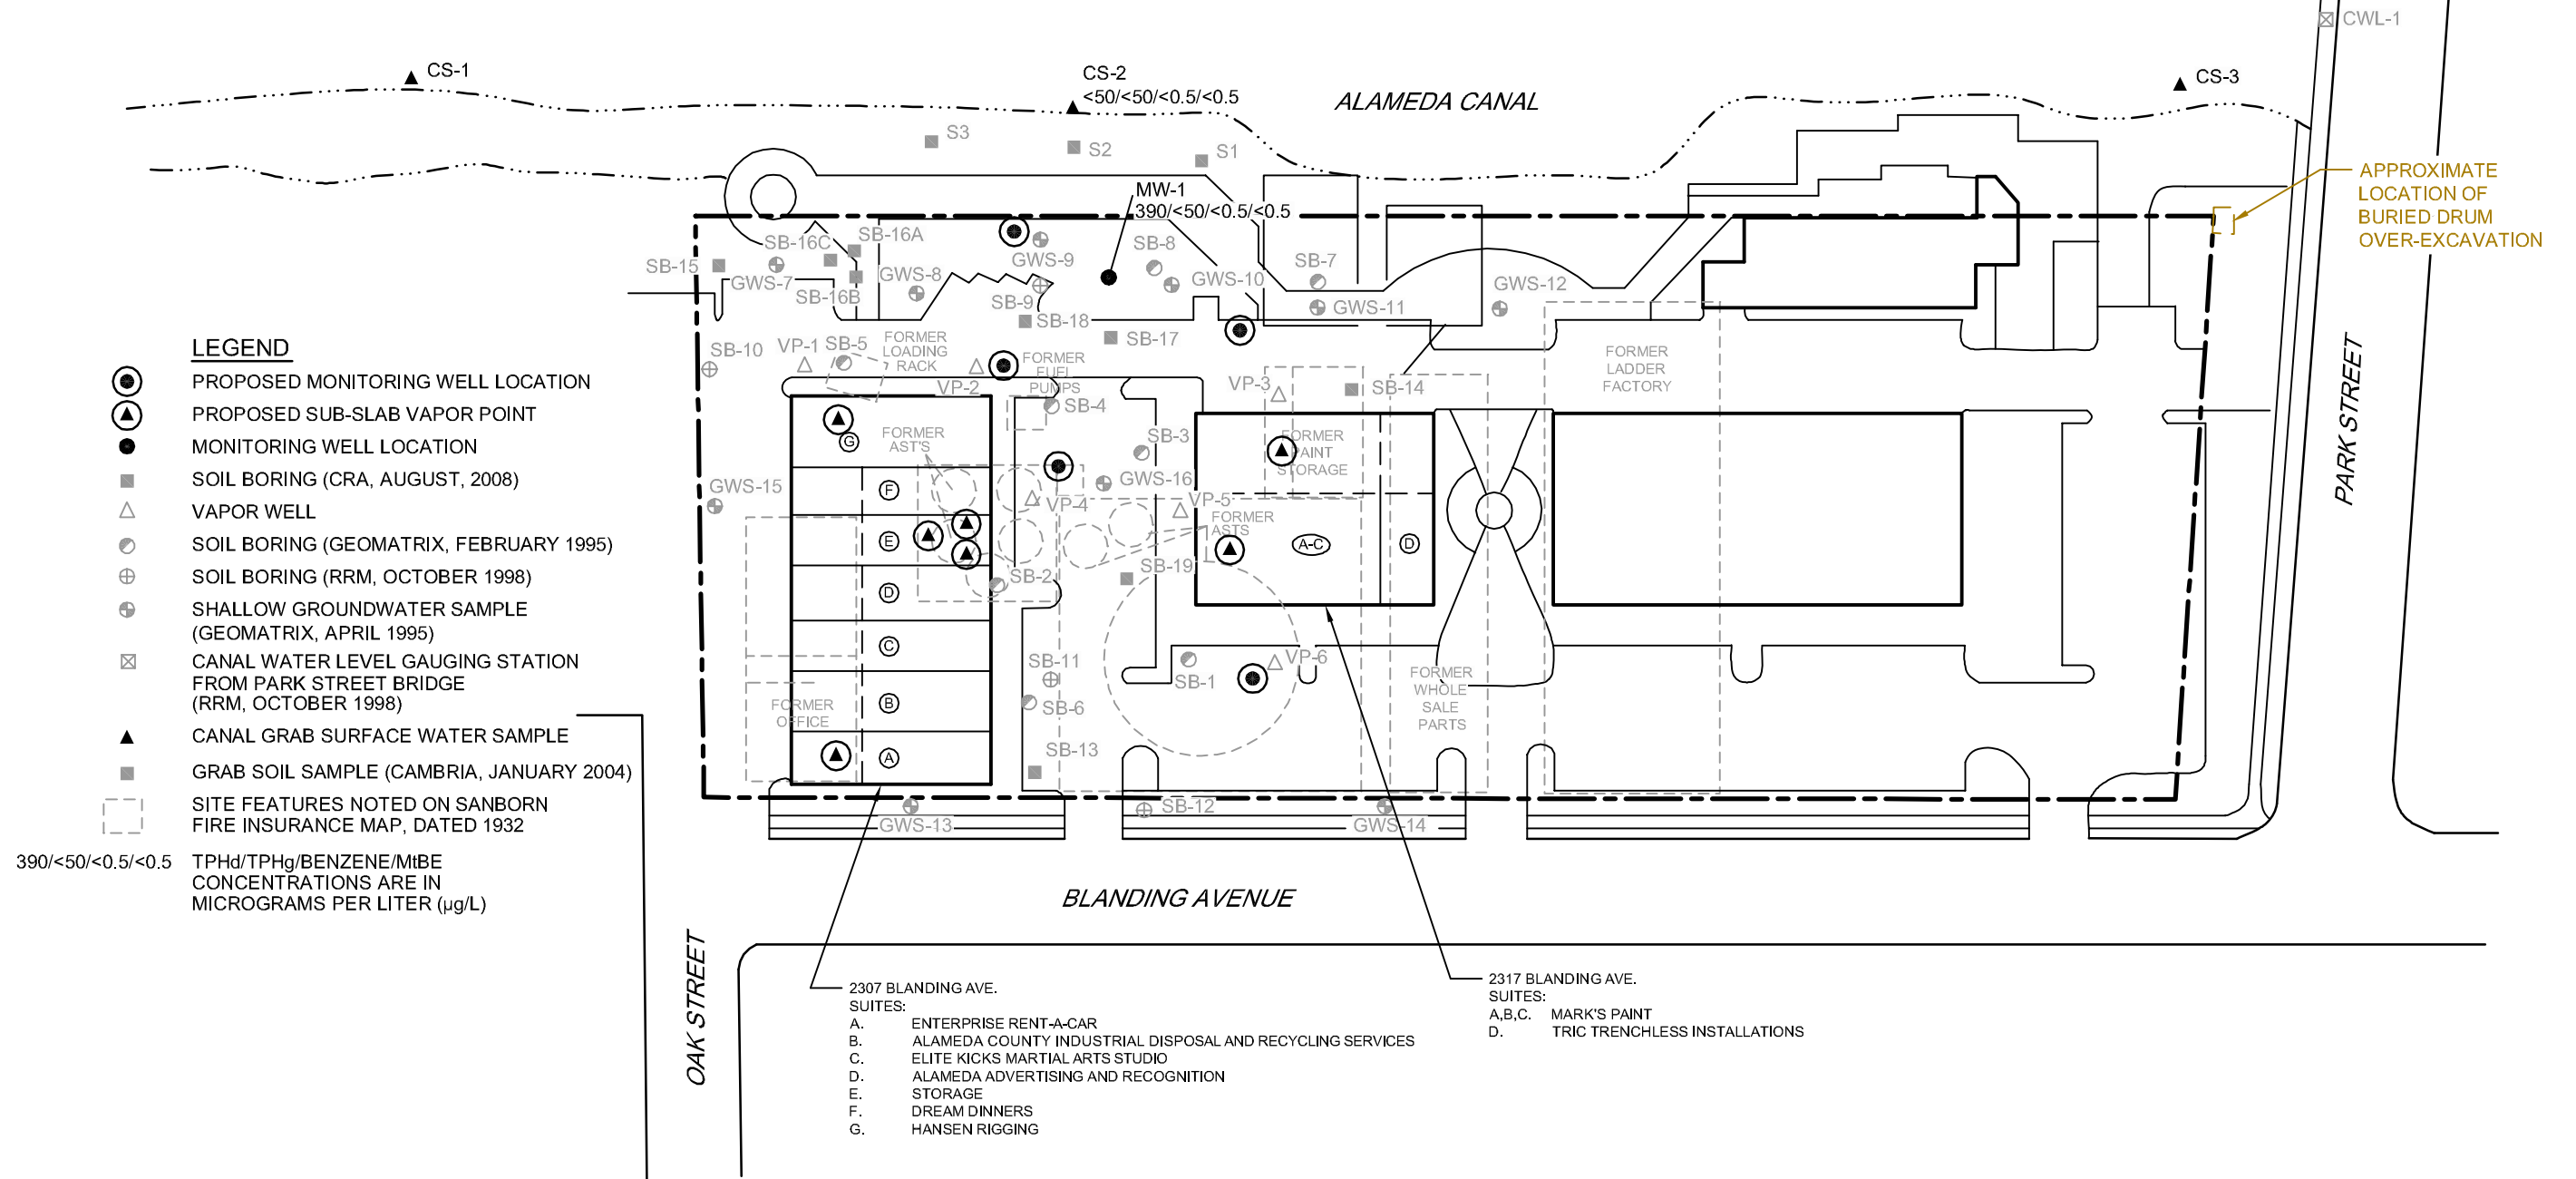 CWL-1
CS-1
CS-2
<50/<50/<0.5/<0.5
ALAMEDA CANAL
CS-3
S3
S2
S1
MW-1
390/<50/<0.5/<0.5
APPROXIMATE
LOCATION OF
BURIED DRUM
OVER-EXCAVATION
SB-16C
SB-16A
SB-15
GWS-7
SB-16B
GWS-8
GWS-9
SB-9
SB-8
GWS-10
SB-7
GWS-11
GWS-12
SB-18
SB-17
SB-10
VP-1
SB-5
FORMER
LOADING
RACK
VP-2
FORMER
FUEL
PUMPS
SB-4
VP-3
SB-14
FORMER
LADDER
FACTORY
PARK STREET
LEGEND
PROPOSED MONITORING WELL LOCATION
PROPOSED SUB-SLAB VAPOR POINT
MONITORING WELL LOCATION
SOIL BORING (CRA, AUGUST, 2008)
VAPOR WELL
SOIL BORING (GEOMATRIX, FEBRUARY 1995)
SOIL BORING (RRM, OCTOBER 1998)
SHALLOW GROUNDWATER SAMPLE
(GEOMATRIX, APRIL 1995)
CANAL WATER LEVEL GAUGING STATION
FROM PARK STREET BRIDGE
(RRM, OCTOBER 1998)
CANAL GRAB SURFACE WATER SAMPLE
GRAB SOIL SAMPLE (CAMBRIA, JANUARY 2004)
SITE FEATURES NOTED ON SANBORN
FIRE INSURANCE MAP, DATED 1932
390/<50/<0.5/<0.5 TPHd/TPHg/BENZENE/MtBE
CONCENTRATIONS ARE IN
MICROGRAMS PER LITER (µg/L)
G
FORMER
AST'S
F
E
D
C
B
A
GWS-15
FORMER
OFFICE
SB-3
GWS-16
VP-4
VP-5
FORMER
ASTS
FORMER
PAINT
STORAGE
A-C
D
SB-2
SB-19
SB-11
SB-6
SB-13
SB-1
VP-6
FORMER
WHOLE
SALE
PARTS
GWS-13
SB-12
GWS-14
BLANDING AVENUE
OAK STREET
2307 BLANDING AVE.
SUITES:
A. ENTERPRISE RENT-A-CAR
B. ALAMEDA COUNTY INDUSTRIAL DISPOSAL AND RECYCLING SERVICES
C. ELITE KICKS MARTIAL ARTS STUDIO
D. ALAMEDA ADVERTISING AND RECOGNITION
E. STORAGE
F. DREAM DINNERS
G. HANSEN RIGGING
2317 BLANDING AVE.
SUITES:
A,B,C. MARK'S PAINT
D. TRIC TRENCHLESS INSTALLATIONS